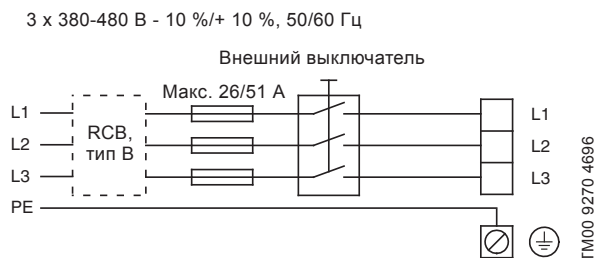 3 x 380-480 В - 10 %/+ 10 %, 50/60 Гц
Внешний выключатель
Макс. 26/51 А
L1
L2
L3
PE
RCB,
тип B
L1
L2
L3
TM00 9270 4696